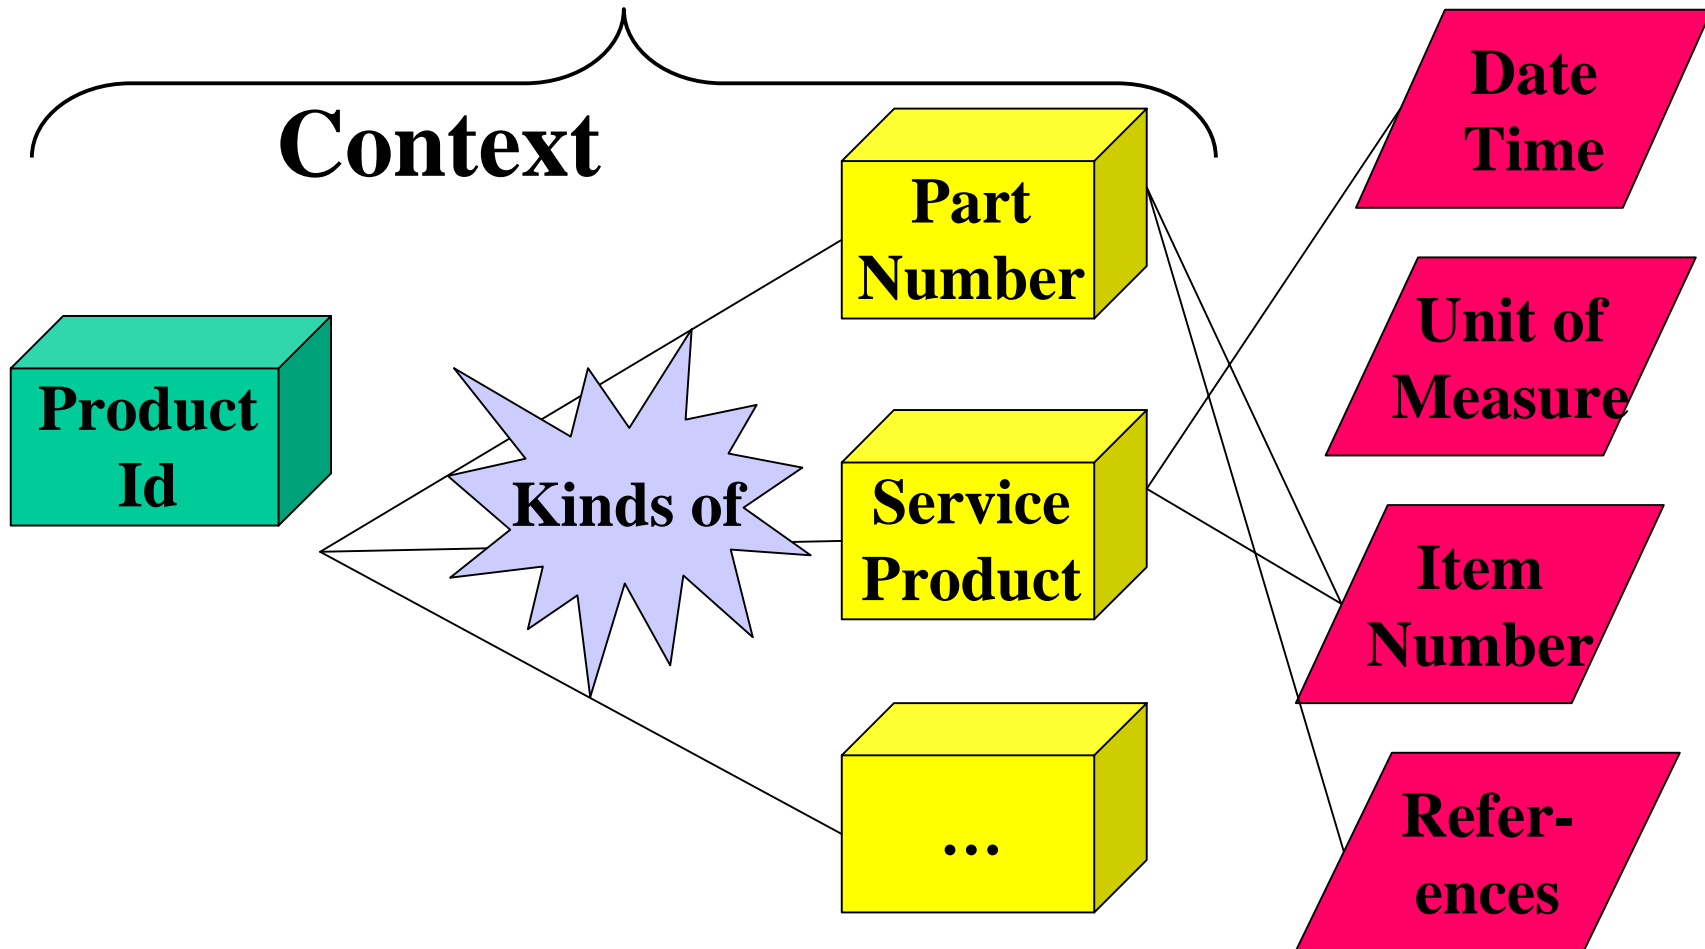 Context
Product
Id
Kinds of
Part
Number
Service
Product
...
Date
Time
Unit of
Measure
Item
Number
Refer-
ences